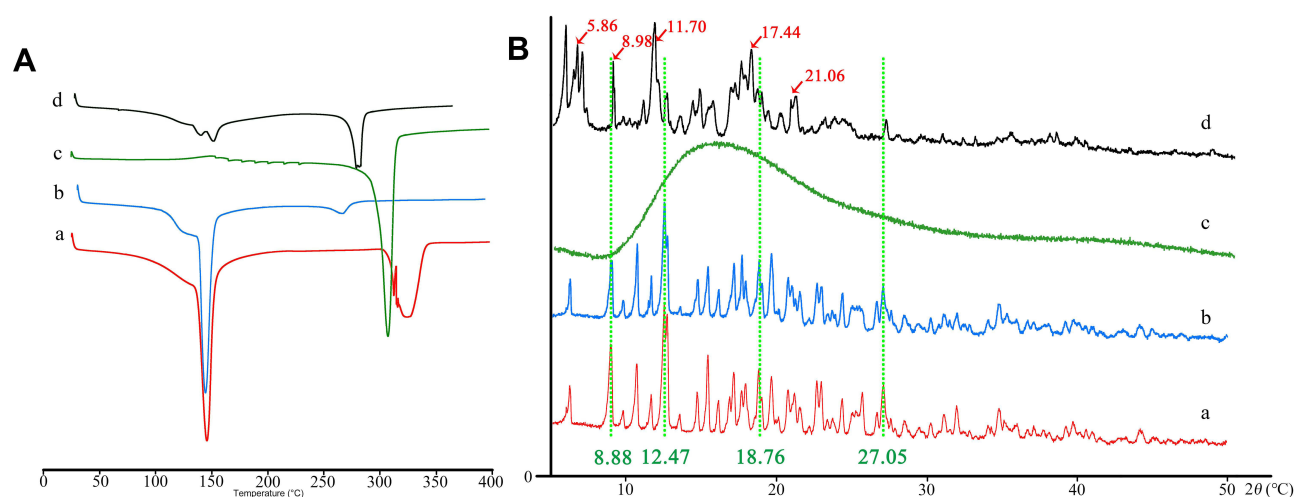 A
d
c
b
a
0 50 100 150 200 250 300 350 400
Temperature (°C)
B
5.86
8.98
11.70
17.44
21.06
d
c
b
a
8.88 12.47 18.76 27.05
0
10 20 30 40 50 2θ (°C)